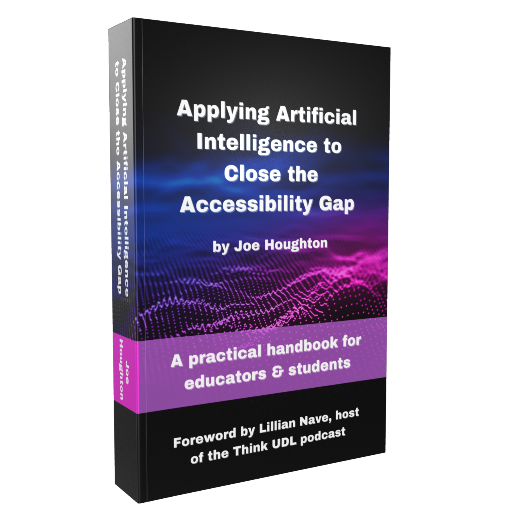 Applying Artificial
Intelligence to
Close the
Accessibility Gap
by Joe Houghton
A practical handbook for
educators & students
Foreword by Lillian Nave, host
of the Think UDL podcast
Applying Artificial Intelligence
to Close the Accessibility Gap
Joe
Houghton